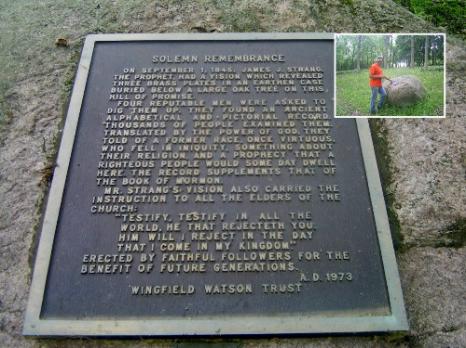 SOLEMN REMEMBRANCE
ON SEPTEMBER 1, 1845, JAMES J. STRANG,
THE PROPHET, HAD A VISION WHICH REVEALED
THREE BRASS PLATES IN AN EARTHEN CASE
BURIED BELOW A LARGE OAK TREE ON THIS,
HILL OF PROMISE.
FOUR REPUTABLE MEN WERE ASKED TO
DIG THEM UP. THEY FOUND AN ANCIENT
ALPHABETICAL AND PICTORIAL RECORD.
THOUSANDS OF PEOPLE EXAMINED THEM.
TRANSLATED BY THE POWER OF GOD, THEY
TOLD OF A FORMER RACE, ONCE VIRTUOUS,
WHO FELL IN INIQUITY, SOMETHING ABOUT
THEIR RELIGION, AND A PROPHECY THAT A
RIGHTEOUS PEOPLE WOULD SOME DAY DWELL
HERE. THE RECORD SUPPLEMENTS THAT OF
THE BOOK OF MORMON.
MR. STRANG'S VISION ALSO CARRIED THE
INSTRUCTION TO ALL THE ELDERS OF THE
CHURCH:
"TESTIFY, TESTIFY IN ALL THE
WORLD, HE THAT REJECTETH YOU,
HIM WILL I REJECT IN THE DAY
THAT I COME IN MY KINGDOM."
ERECTED BY FAITHFUL FOLLOWERS FOR THE
BENEFIT OF FUTURE GENERATIONS.
A.D. 1973
WINGFIELD WATSON TRUST